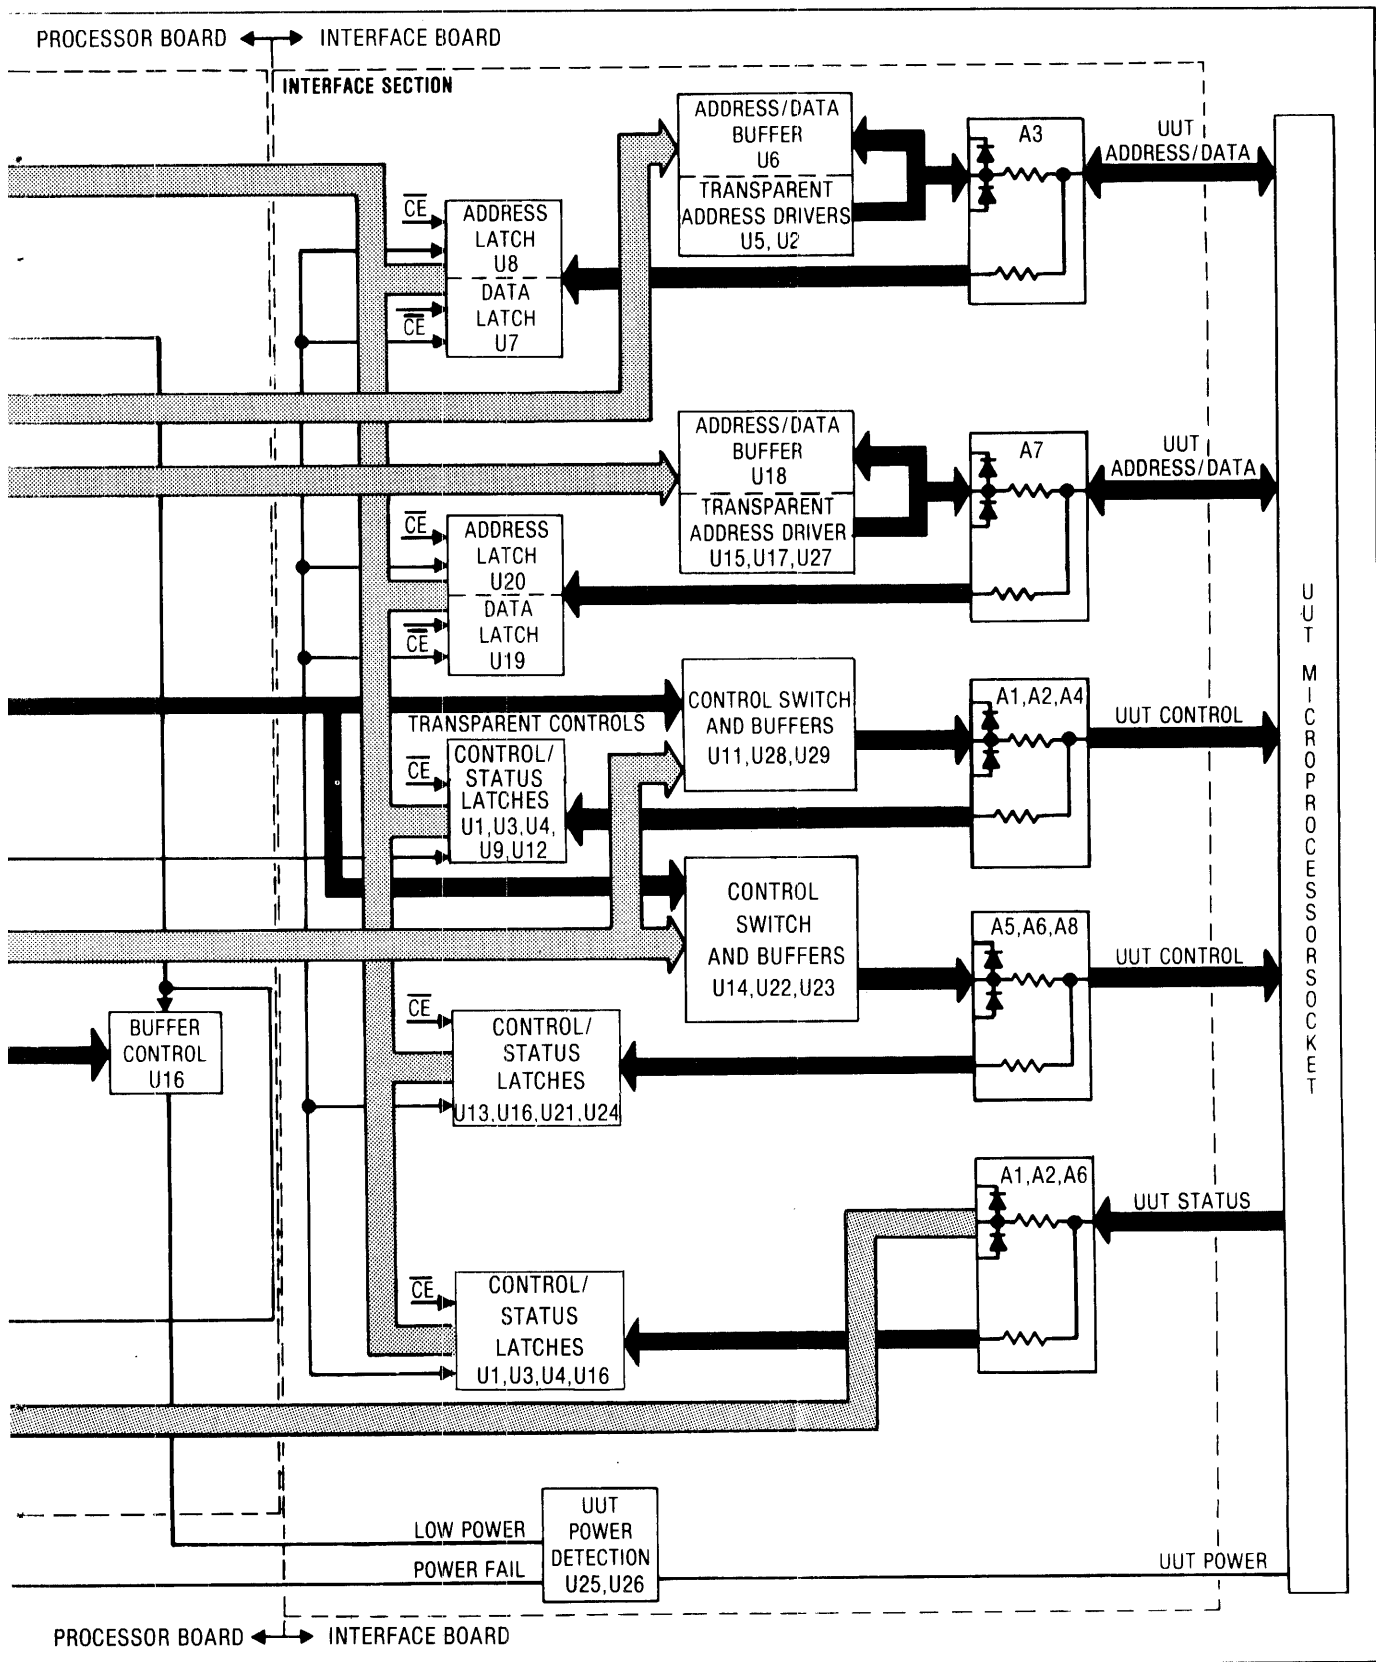 PROCESSOR BOARD
INTERFACE BOARD
INTERFACE SECTION
ADDRESS/DATA
BUFFER
U6
TRANSPARENT
ADDRESS DRIVERS
U5, U2
A3
UUT
ADDRESS/DATA
CE
ADDRESS
LATCH
U8
DATA
LATCH
U7
CE
ADDRESS/DATA
BUFFER
U18
TRANSPARENT
ADDRESS DRIVER
U15,U17,U27
A7
UUT
ADDRESS/DATA
CE
ADDRESS
LATCH
U20
DATA
LATCH
U19
CE
UUT MICROPROCESSOR SOCKET
TRANSPARENT CONTROLS
CONTROL SWITCH
AND BUFFERS
U11,U28,U29
A1,A2,A4
UUT CONTROL
CE
CONTROL/
STATUS
LATCHES
U1,U3,U4,
U9,U12
CONTROL
SWITCH
AND BUFFERS
U14,U22,U23
A5,A6,A8
UUT CONTROL
BUFFER
CONTROL
U16
CE
CONTROL/
STATUS
LATCHES
U13,U16,U21,U24
A1,A2,A6
UUT STATUS
CE
CONTROL/
STATUS
LATCHES
U1,U3,U4,U16
LOW POWER
POWER FAIL
UUT
POWER
DETECTION
U25,U26
UUT POWER
PROCESSOR BOARD
INTERFACE BOARD